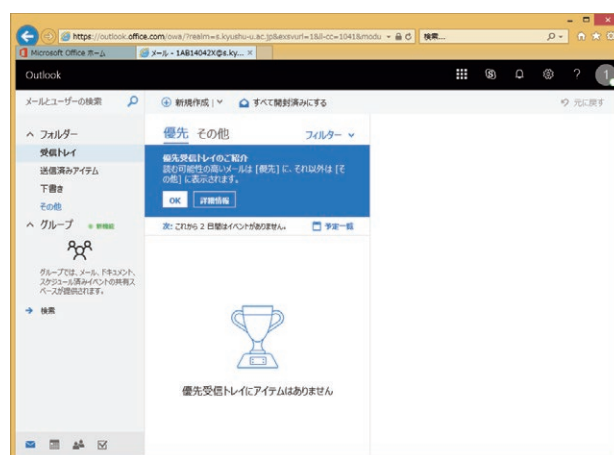 https://outlook.office.com/owa/?realm=s.kyushu-u.ac.jp&exsvurl=1&ll-cc=1041&modu
検索...
Microsoft Office ホーム
メール - 1AB14042X@s.ky...
Outlook
?
1
メールとユーザーの検索
新規作成
すべて開封済みにする
元に戻す
フォルダー
優先 その他
フィルター
受信トレイ
優先受信トレイのご紹介
読む可能性の高いメールは [優先] に、それ以外は [そ
の他] に表示されます。
送信済みアイテム
下書き
OK
詳細情報
その他
グループ
新機能
次: これから 2 日間はイベントがありません。
予定一覧
グループでは、メール、ドキュメント、
スケジュール済みイベントの共有ス
ペースが提供されます。
検索
優先受信トレイにアイテムはありません